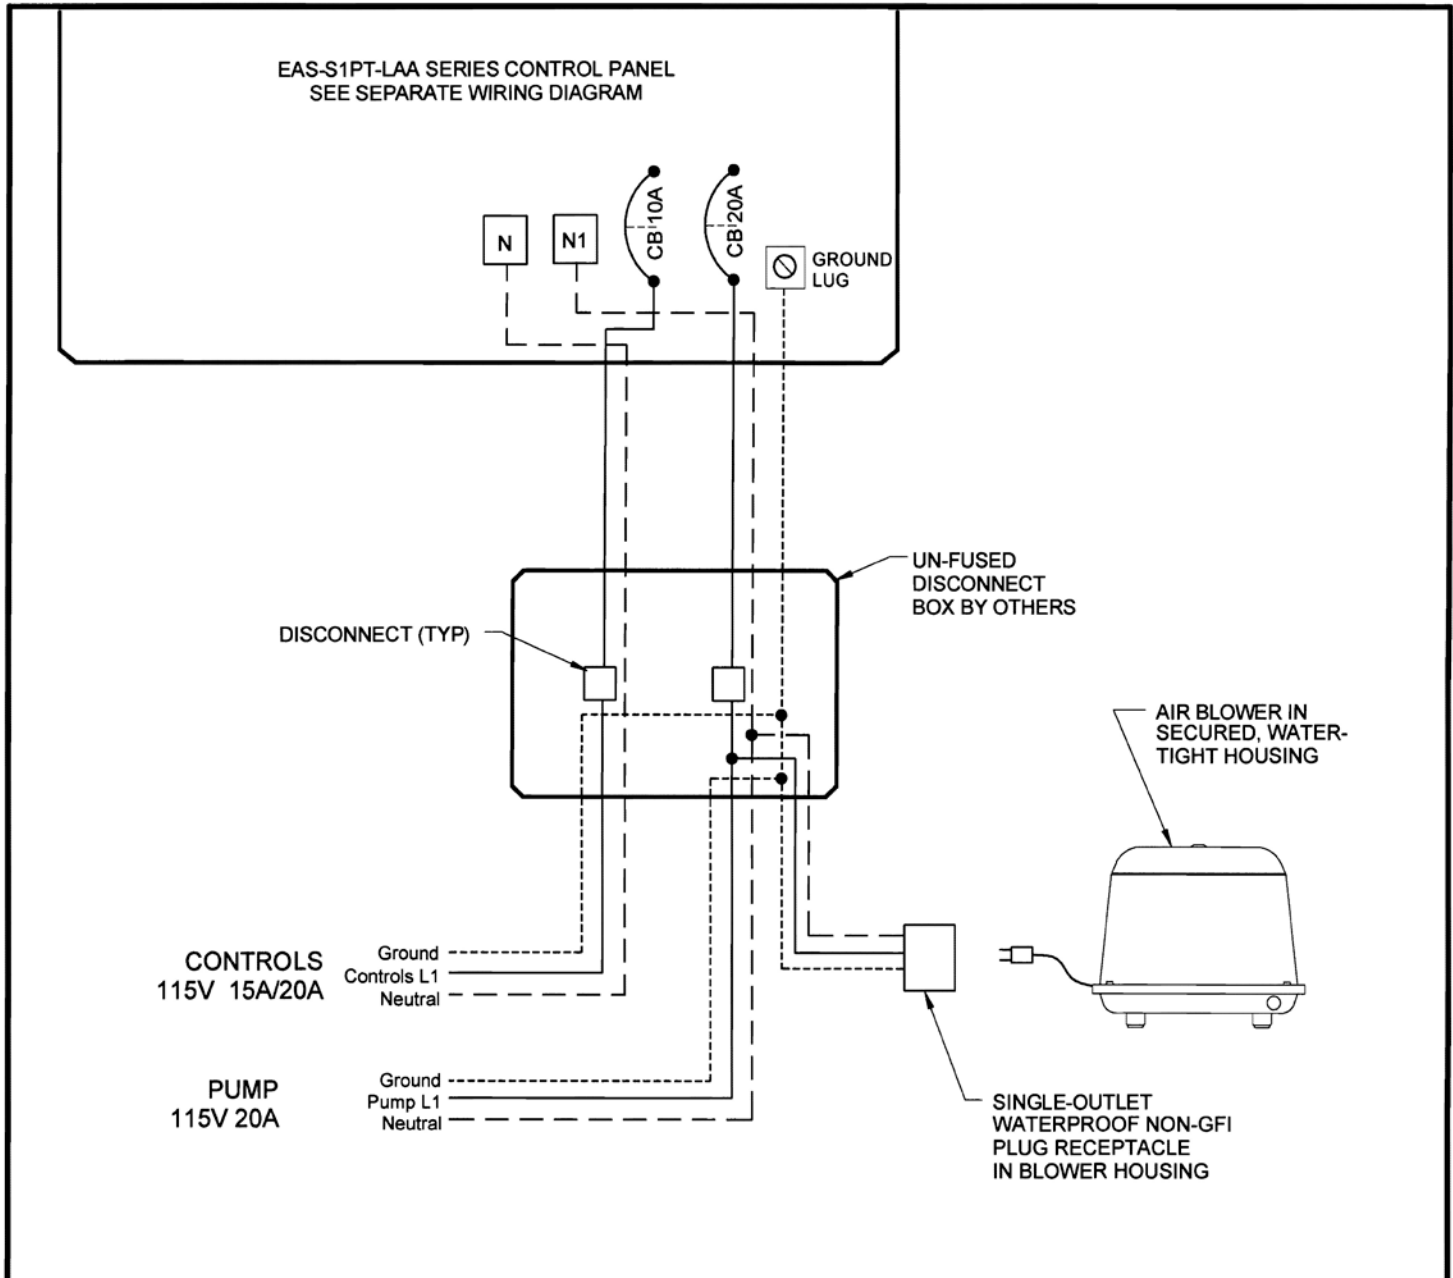 EAS-S1PT-LAA SERIES CONTROL PANEL
SEE SEPARATE WIRING DIAGRAM
N
N1
CB 10A
CB 20A
GROUND
LUG
UN-FUSED
DISCONNECT
BOX BY OTHERS
DISCONNECT (TYP)
AIR BLOWER IN
SECURED, WATER-
TIGHT HOUSING
CONTROLS
115V 15A/20A
Ground
Controls L1
Neutral
PUMP
115V 20A
Ground
Pump L1
Neutral
SINGLE-OUTLET
WATERPROOF NON-GFI
PLUG RECEPTACLE
IN BLOWER HOUSING